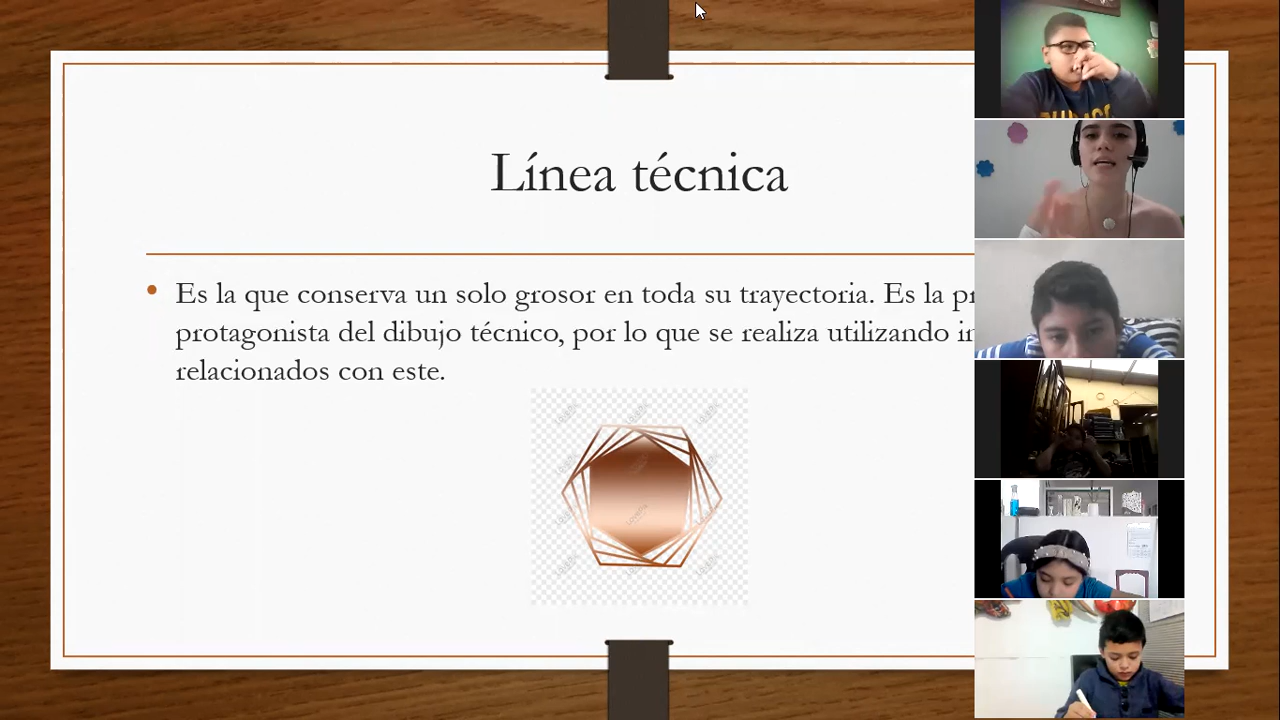 Línea técnica
Es la que conserva un solo grosor en toda su trayectoria. Es la
protagonista del dibujo técnico, por lo que se realiza utilizando
relacionados con este.